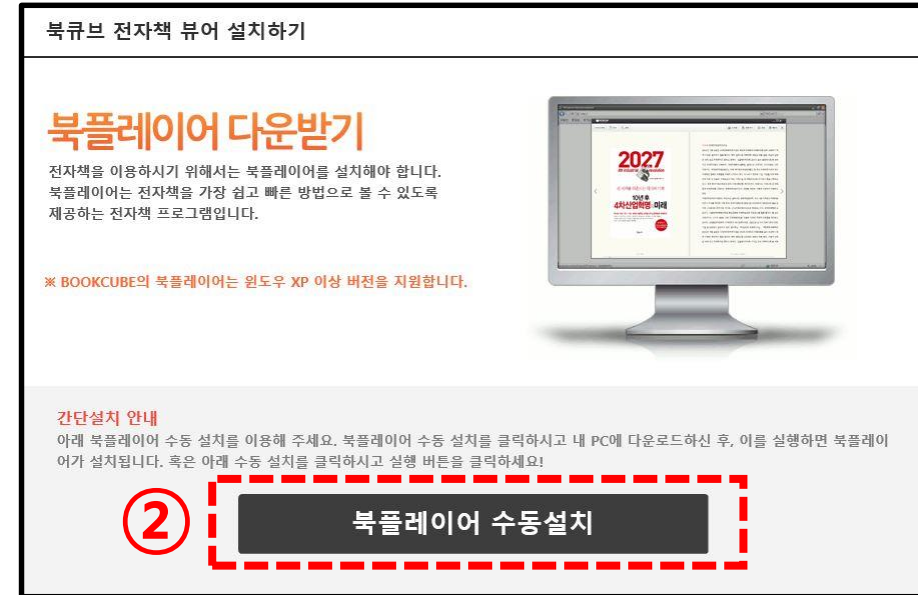 북큐브 전자책 뷰어 설치하기
북플레이어 다운받기
전자책을 이용하시기 위해서는 북플레이어를 설치해야 합니다.
북플레이어는 전자책을 가장 쉽고 빠른 방법으로 볼 수 있도록
제공하는 전자책 프로그램입니다.
※ BOOKCUBE의 북플레이어는 윈도우 XP 이상 버전을 지원합니다.
2027
10년 후
4차산업혁명의 미래
간단설치 안내
아래 북플레이어 수동 설치를 이용해 주세요. 북플레이어 수동 설치를 클릭하시고 내 PC에 다운로드하신 후, 이를 실행하면 북플레이
어가 설치됩니다. 혹은 아래 수동 설치를 클릭하시고 실행 버튼을 클릭하세요!
②
북플레이어 수동설치